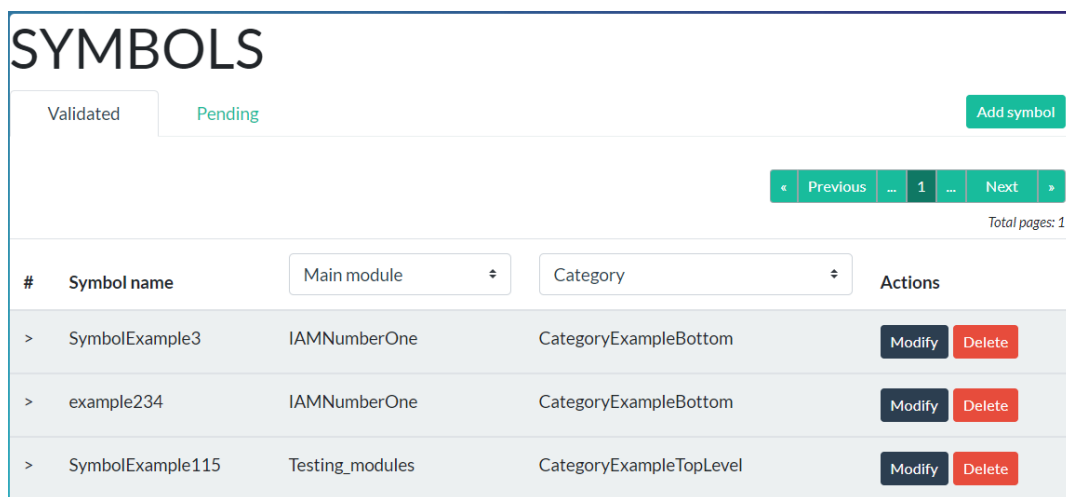 SYMBOLS
Validated Pending Add symbol
« Previous ... 1 ... Next »
Total pages: 1
# Symbol name Main module Category Actions
> SymbolExample3 IAMNumberOne CategoryExampleBottom Modify Delete
> example234 IAMNumberOne CategoryExampleBottom Modify Delete
> SymbolExample115 Testing_modules CategoryExampleTopLevel Modify Delete